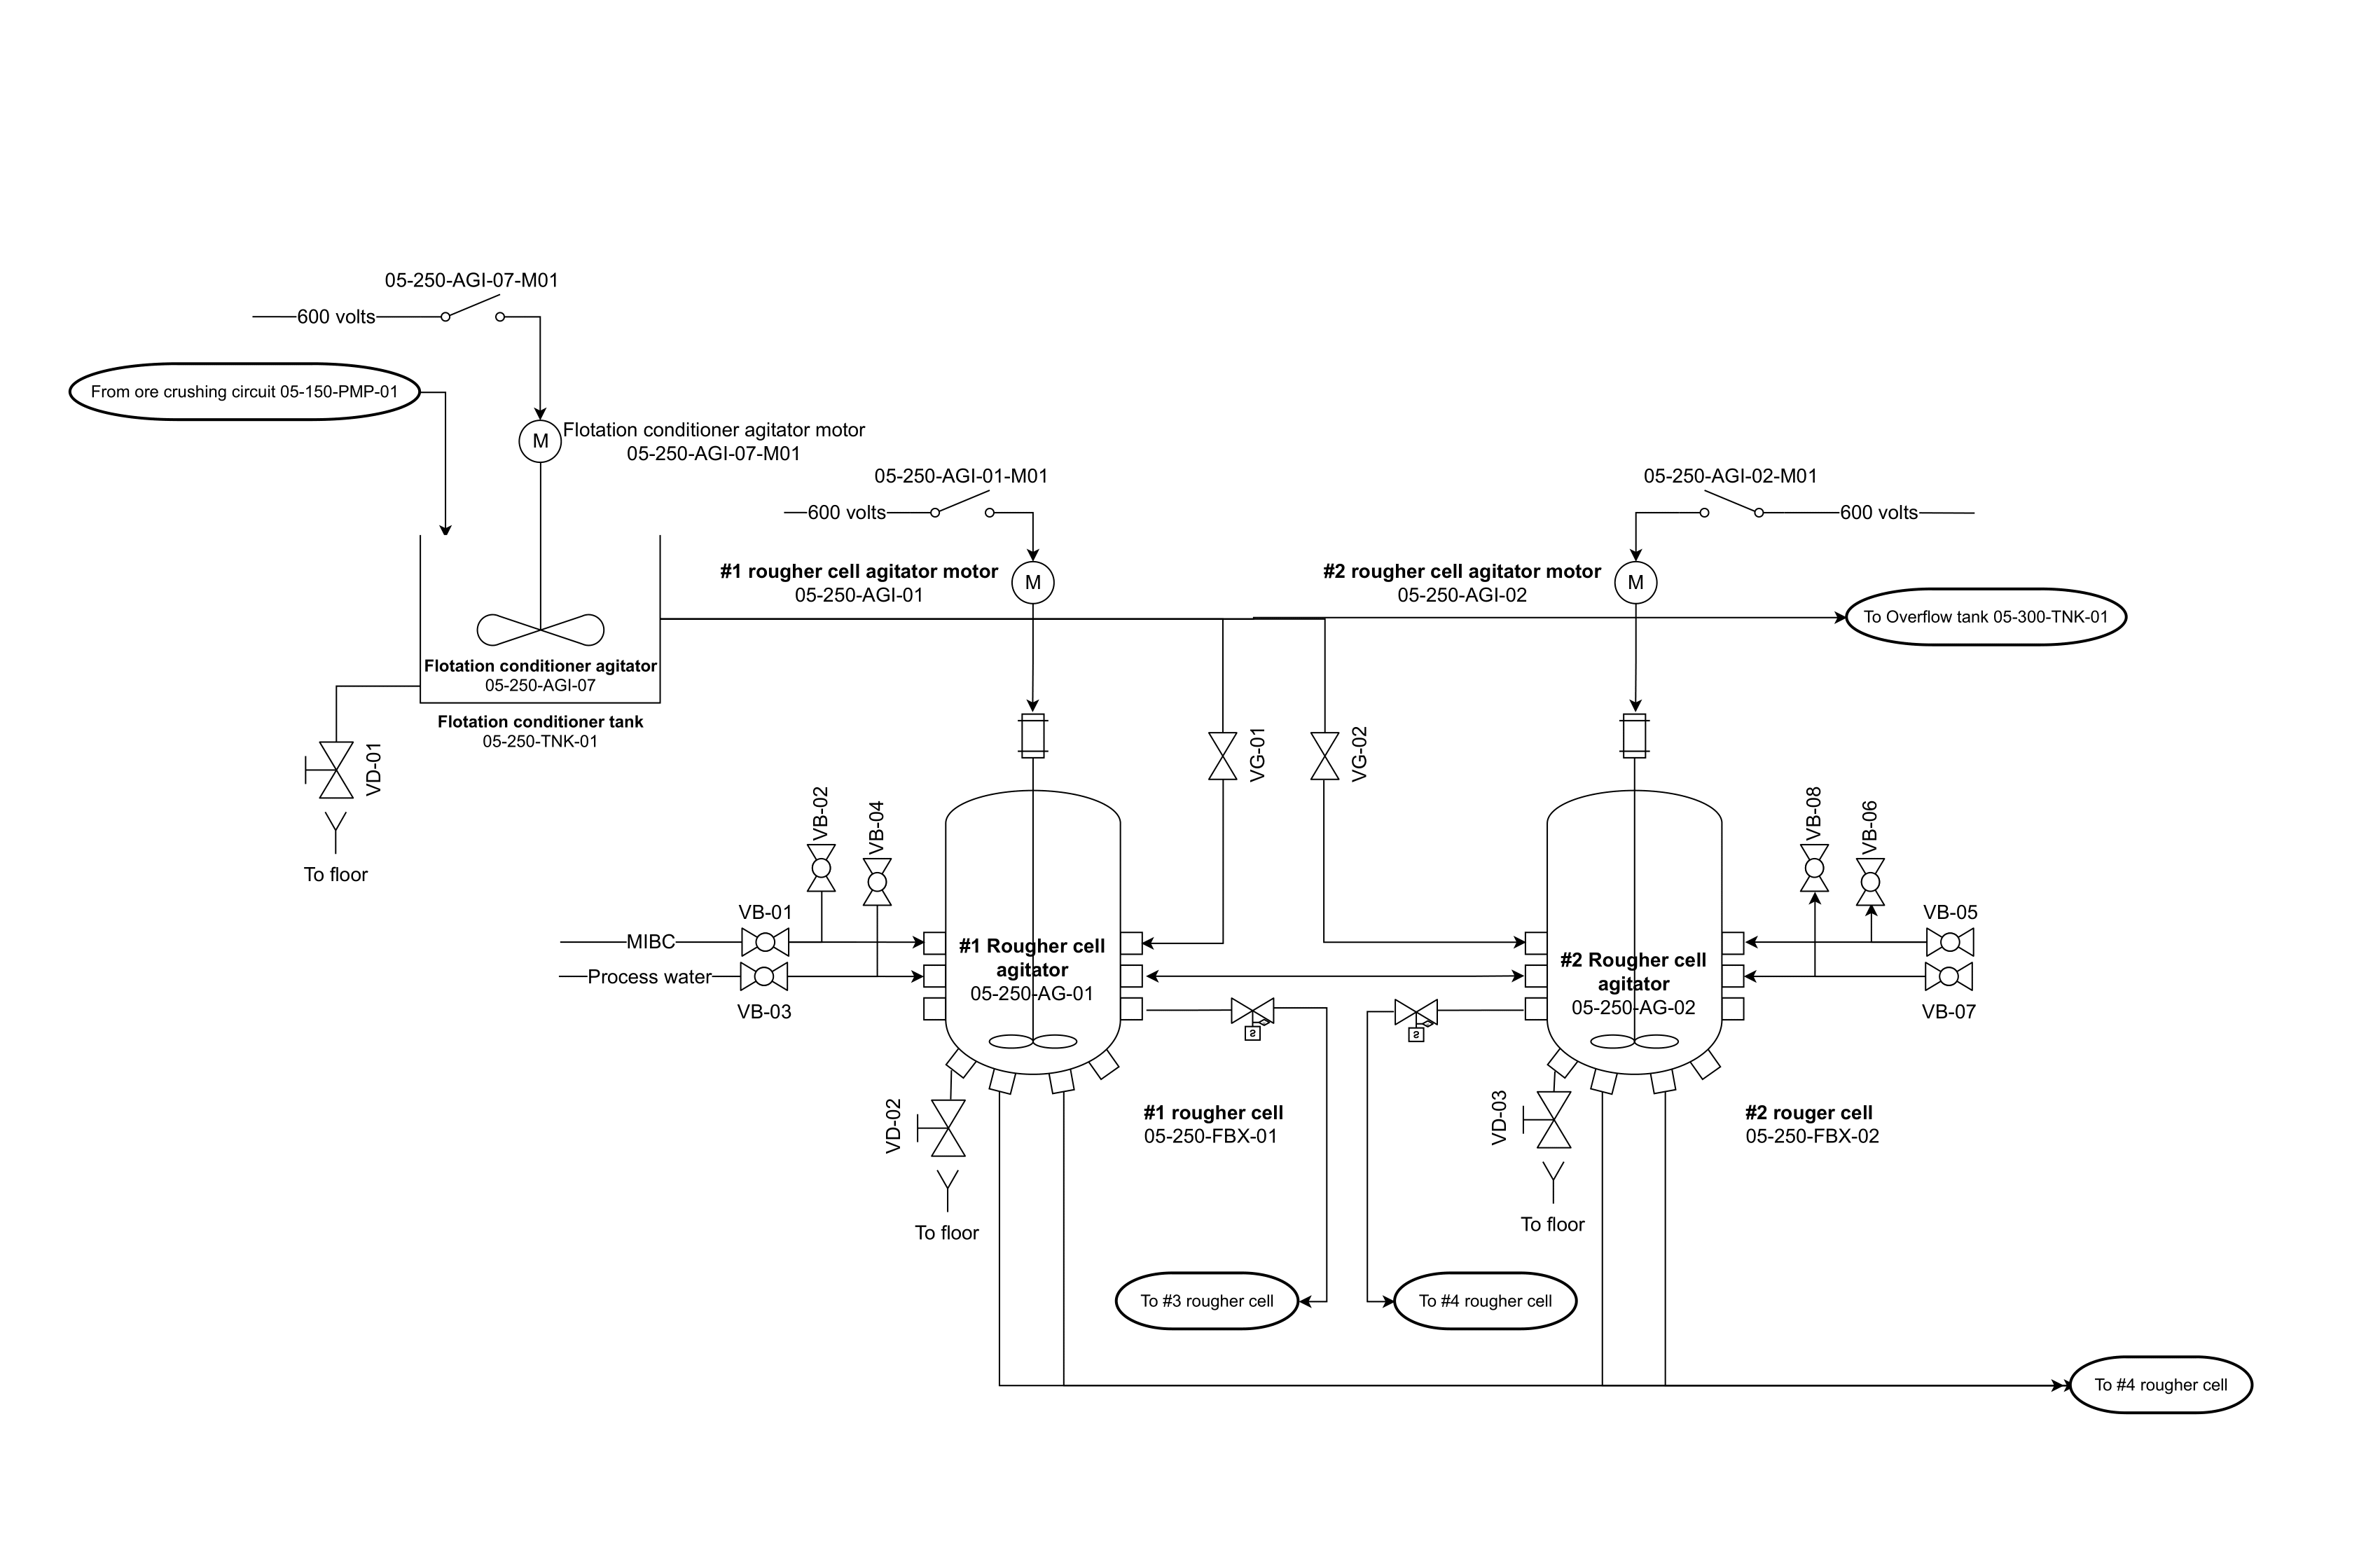 05-250-AGI-07-M01
600 volts
From ore crushing circuit 05-150-PMP-01
M
Flotation conditioner agitator motor
05-250-AGI-07-M01
05-250-AGI-01-M01
600 volts
05-250-AGI-02-M01
600 volts
#1 rougher cell agitator motor
05-250-AGI-01
M
#2 rougher cell agitator motor
05-250-AGI-02
M
To Overflow tank 05-300-TNK-01
Flotation conditioner agitator
05-250-AGI-07
Flotation conditioner tank
05-250-TNK-01
VD-01
To floor
VG-01
VG-02
VB-02
VB-04
VB-08
VB-06
VB-01
MIBC
Process water
VB-03
#1 Rougher cell
agitator
05-250-AG-01
#2 Rougher cell
agitator
05-250-AG-02
VB-05
VB-07
S
S
VD-02
To floor
#1 rougher cell
05-250-FBX-01
VD-03
To floor
#2 rouger cell
05-250-FBX-02
To #3 rougher cell
To #4 rougher cell
To #4 rougher cell